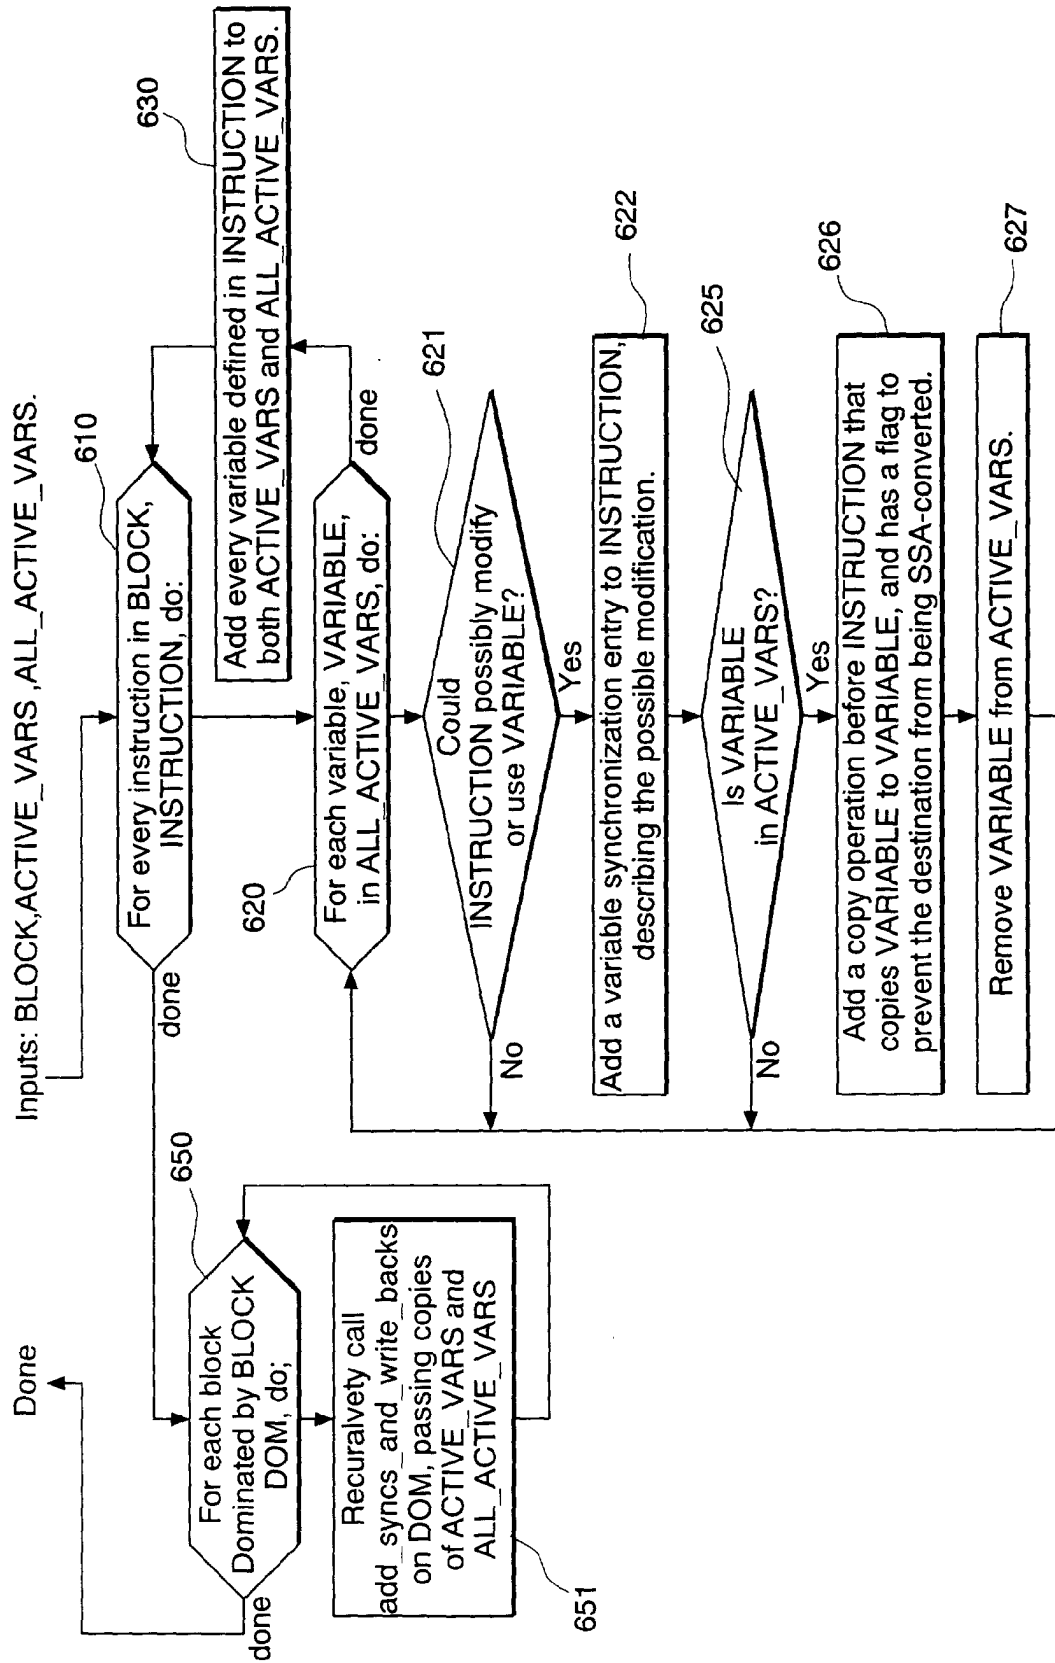 Inputs: BLOCK,ACTIVE_VARS ,ALL_ACTIVE_VARS.
610
For every instruction in BLOCK,
INSTRUCTION, do:
done
630
Add every variable defined in INSTRUCTION to
both ACTIVE_VARS and ALL_ACTIVE_VARS.
620
For each variable, VARIABLE,
in ALL_ACTIVE_VARS, do:
done
621
Could
INSTRUCTION possibly modify
or use VARIABLE?
No
Yes
622
Add a variable synchronization entry to INSTRUCTION,
describing the possible modification.
625
Is VARIABLE
in ACTIVE_VARS?
No
Yes
626
Add a copy operation before INSTRUCTION that
copies VARIABLE to VARIABLE, and has a flag to
prevent the destination from being SSA-converted.
627
Remove VARIABLE from ACTIVE_VARS.
Done
650
For each block
Dominated by BLOCK
DOM, do;
done
Recuralvety call
add_syncs_and_write_backs
on DOM, passing copies
of ACTIVE_VARS and
ALL_ACTIVE_VARS
651